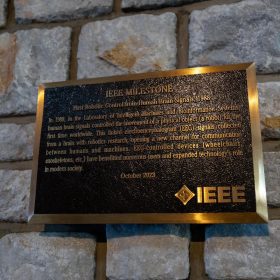 IEEE MILESTONE
First Robotic Control from Human Brain Signals, 1988
In 1988, in the Laboratory of Intelligent Machines and Bioinformation Systems,
human brain signals controlled the movement of a physical object (a robot) for the
first time worldwide. This linked electroencephalogram (EEG) signals collected
from a brain with robotics research, opening a new channel for communication
between humans and machines. EEG-controlled devices (wheelchairs,
exoskeletons, etc.) have benefitted numerous users and expanded technology's role
in modern society.
October 2023
IEEE